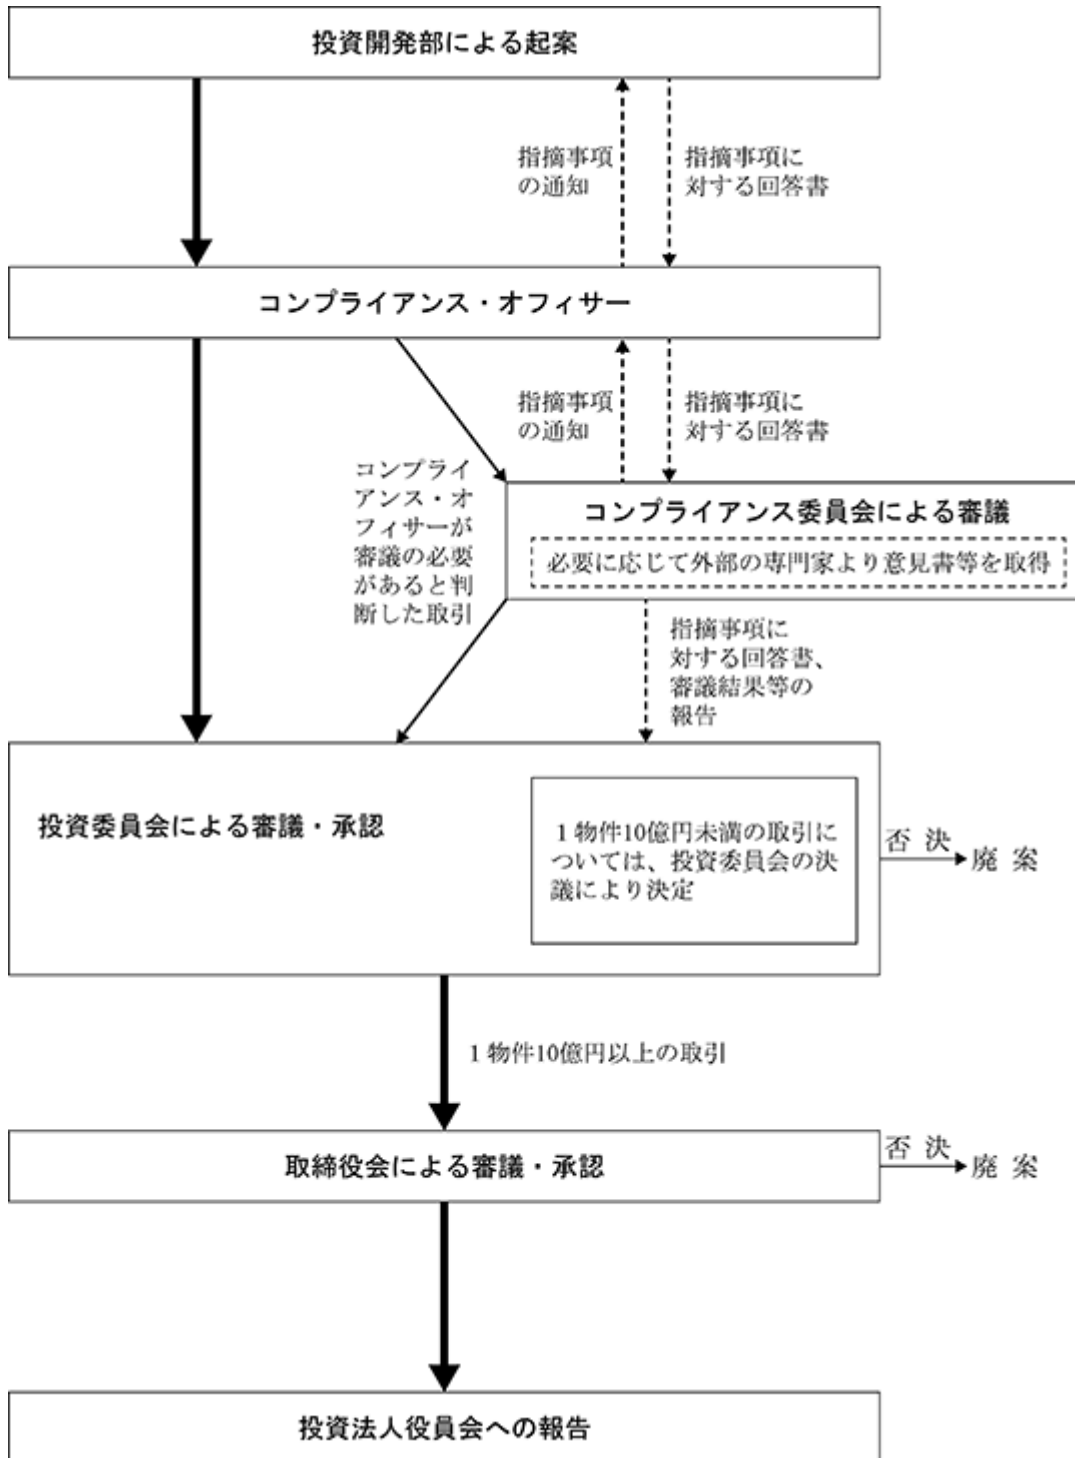 投資開発部による起案
指摘事項
の通知
指摘事項に
対する回答書
コンプライアンス・オフィサー
指摘事項
の通知
指摘事項に
対する回答書
コンプライ
アンス・オ
フィサーが
審議の必要
があると判
断した取引
コンプライアンス委員会による審議
必要に応じて外部の専門家より意見書等を取得
指摘事項に
対する回答書、
審議結果等の
報告
投資委員会による審議・承認
1物件10億円未満の取引に
ついては、投資委員会の決
議により決定
否決
廃案
1物件10億円以上の取引
取締役会による審議・承認
否決
廃案
投資法人役員会への報告